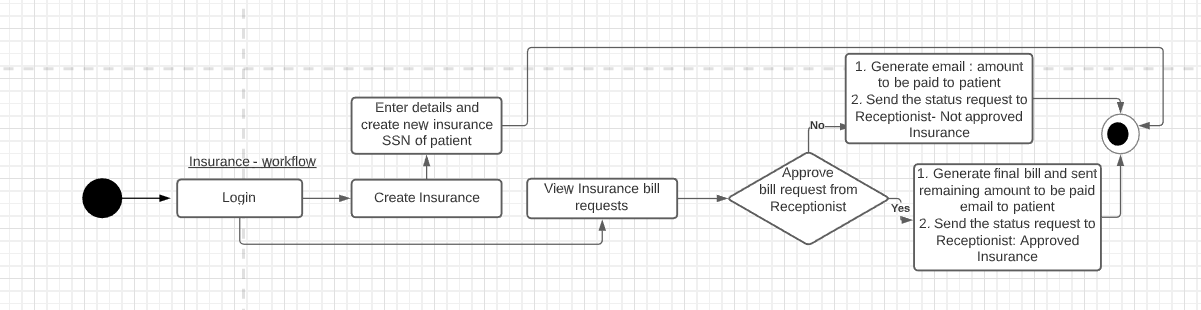 Insurance - workflow
Login
Create Insurance
Enter details and
create new insurance
SSN of patient
View Insurance bill
requests
Approve
bill request from
Receptionist
No
1. Generate email : amount
to be paid to patient
2. Send the status request to
Receptionist- Not approved
Insurance
Yes
1. Generate final bill and sent
remaining amount to be paid
email to patient
2. Send the status request to
Receptionist: Approved
Insurance